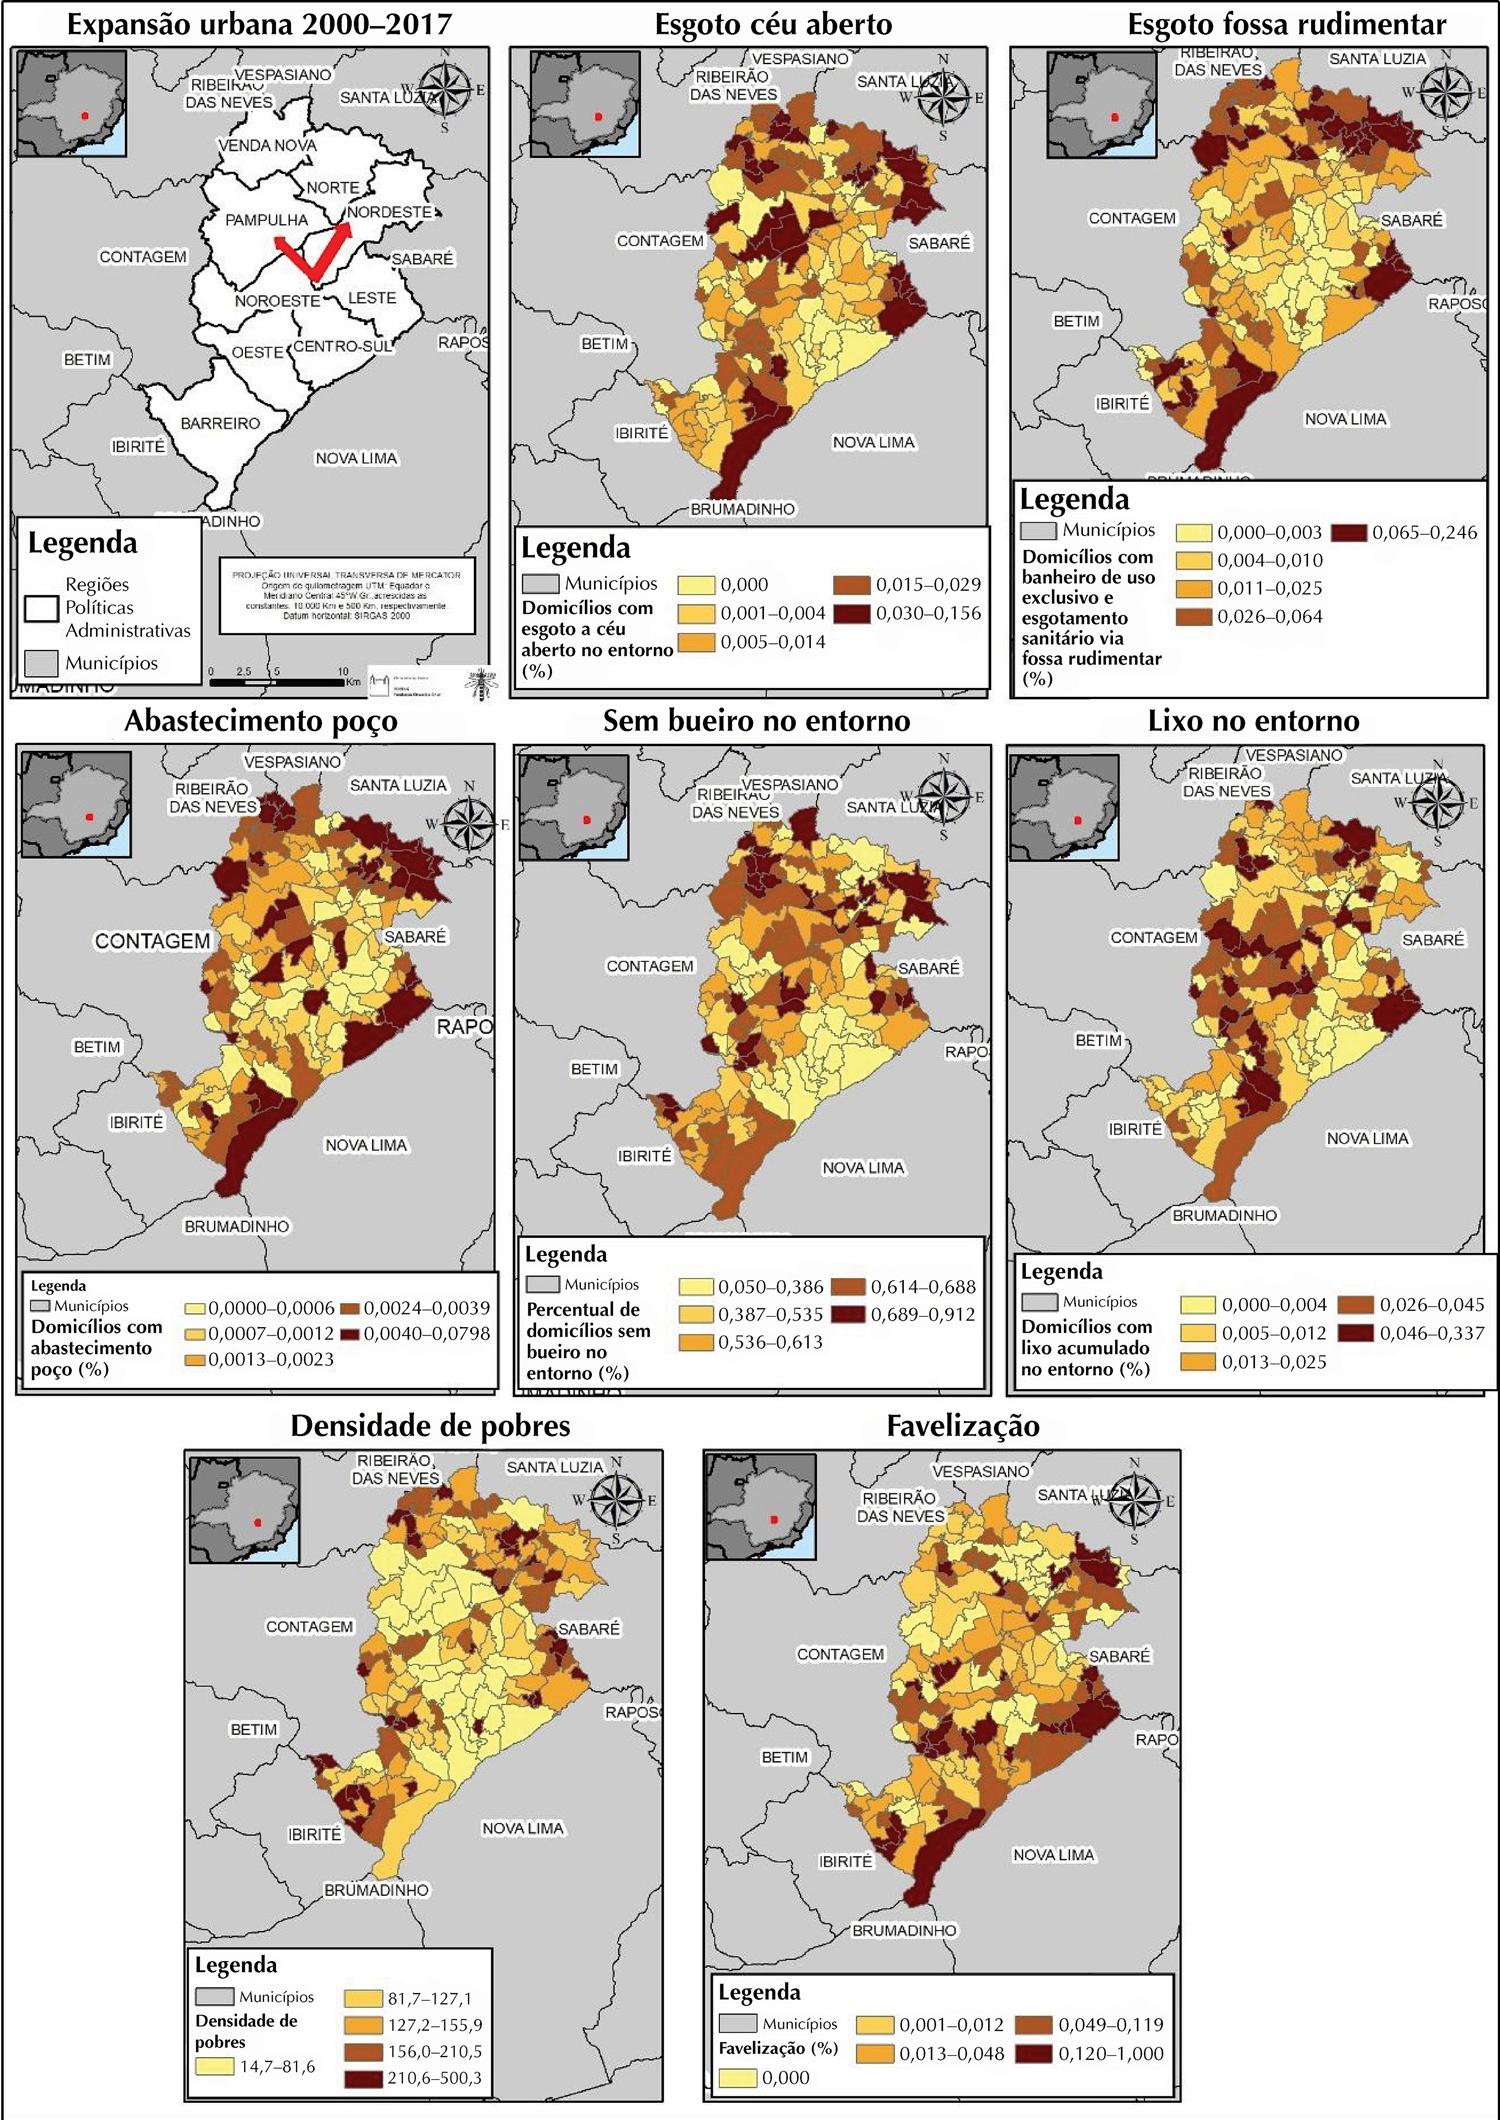 Expansão urbana 2000–2017
VESPASIANO
RIBEIRÃO
DAS NEVES
SANTA LUZIA
N
W
E
S
VENDA NOVA
NORTE
PAMPULHA
NORDESTE
CONTAGEM
SABARÉ
NOROESTE
LESTE
OESTE
CENTRO-SUL
RAPOS
BETIM
BARREIRO
IBIRITÉ
NOVA LIMA
ADINHO
Legenda
Regiões
Políticas
Administrativas
Municípios
PROJEÇÃO UNIVERSAL TRANSVERSA DE MERCATOR
Origem de quilometragem UTM: Equador e
Meridiano Central 45°W.Gr.,acrescidas as
constantes: 10.000 Km e 500 Km, respectivamente.
Datum horizontal: SIRGAS 2000
0 2,5 5 10
Km
UMADINHO
Esgoto céu aberto
VESPASIANO
RIBEIRÃO
DAS NEVES
SANTA LUZIA
N
W
E
S
CONTAGEM
SABARÉ
BETIM
IBIRITÉ
NOVA LIMA
BRUMADINHO
Legenda
Municípios
Domicílios com
esgoto a céu
aberto no entorno
(%)
0,000
0,001–0,004
0,005–0,014
0,015–0,029
0,030–0,156
Esgoto fossa rudimentar
RIBEIRÃO
DAS NEVES
SANTA LUZIA
N
W
E
S
CONTAGEM
SABARÉ
RAPOSO
BETIM
IBIRITÉ
NOVA LIMA
BRUMADINHO
Legenda
Municípios
Domicílios com
banheiro de uso
exclusivo e
esgotamento
sanitário via
fossa rudimentar
(%)
0,000–0,003
0,004–0,010
0,011–0,025
0,026–0,064
0,065–0,246
Abastecimento poço
VESPASIANO
RIBEIRÃO
DAS NEVES
SANTA LUZIA
N
W
E
S
CONTAGEM
SABARÉ
RAPO
BETIM
IBIRITÉ
NOVA LIMA
BRUMADINHO
Legenda
Municípios
Domicílios com
abastecimento
poço (%)
0,0000–0,0006
0,0007–0,0012
0,0013–0,0023
0,0024–0,0039
0,0040–0,0798
Sem bueiro no entorno
VESPASIANO
RIBEIRÃO
DAS NEVES
SANTA LUZIA
N
W
E
S
CONTAGEM
SABARÉ
RAPO
BETIM
IBIRITÉ
NOVA LIMA
Legenda
Municípios
Percentual de
domicílios sem
bueiro no
entorno (%)
0,050–0,386
0,387–0,535
0,536–0,613
0,614–0,688
0,689–0,912
MADINHO
Lixo no entorno
VESPASIANO
RIBEIRÃO
DAS NEVES
SANTA LUZIA
N
W
E
S
CONTAGEM
SABARÉ
BETIM
IBIRITÉ
NOVA LIMA
BRUMADINHO
Legenda
Municípios
Domicílios com
lixo acumulado
no entorno (%)
0,000–0,004
0,005–0,012
0,013–0,025
0,026–0,045
0,046–0,337
Densidade de pobres
RIBEIRÃO
DAS NEVES
SANTA LUZIA
N
W
E
S
CONTAGEM
SABARÉ
RAPOSO
BETIM
IBIRITÉ
NOVA LIMA
BRUMADINHO
Legenda
Municípios
Densidade de
pobres
14,7–81,6
81,7–127,1
127,2–155,9
156,0–210,5
210,6–500,3
Favelização
VESPASIANO
RIBEIRÃO
DAS NEVES
SANTA LUZIA
N
W
E
S
CONTAGEM
SABARÉ
RAPO
BETIM
IBIRITÉ
NOVA LIMA
BRUMADINHO
Legenda
Municípios
Favelização (%)
0,000
0,001–0,012
0,013–0,048
0,049–0,119
0,120–1,000